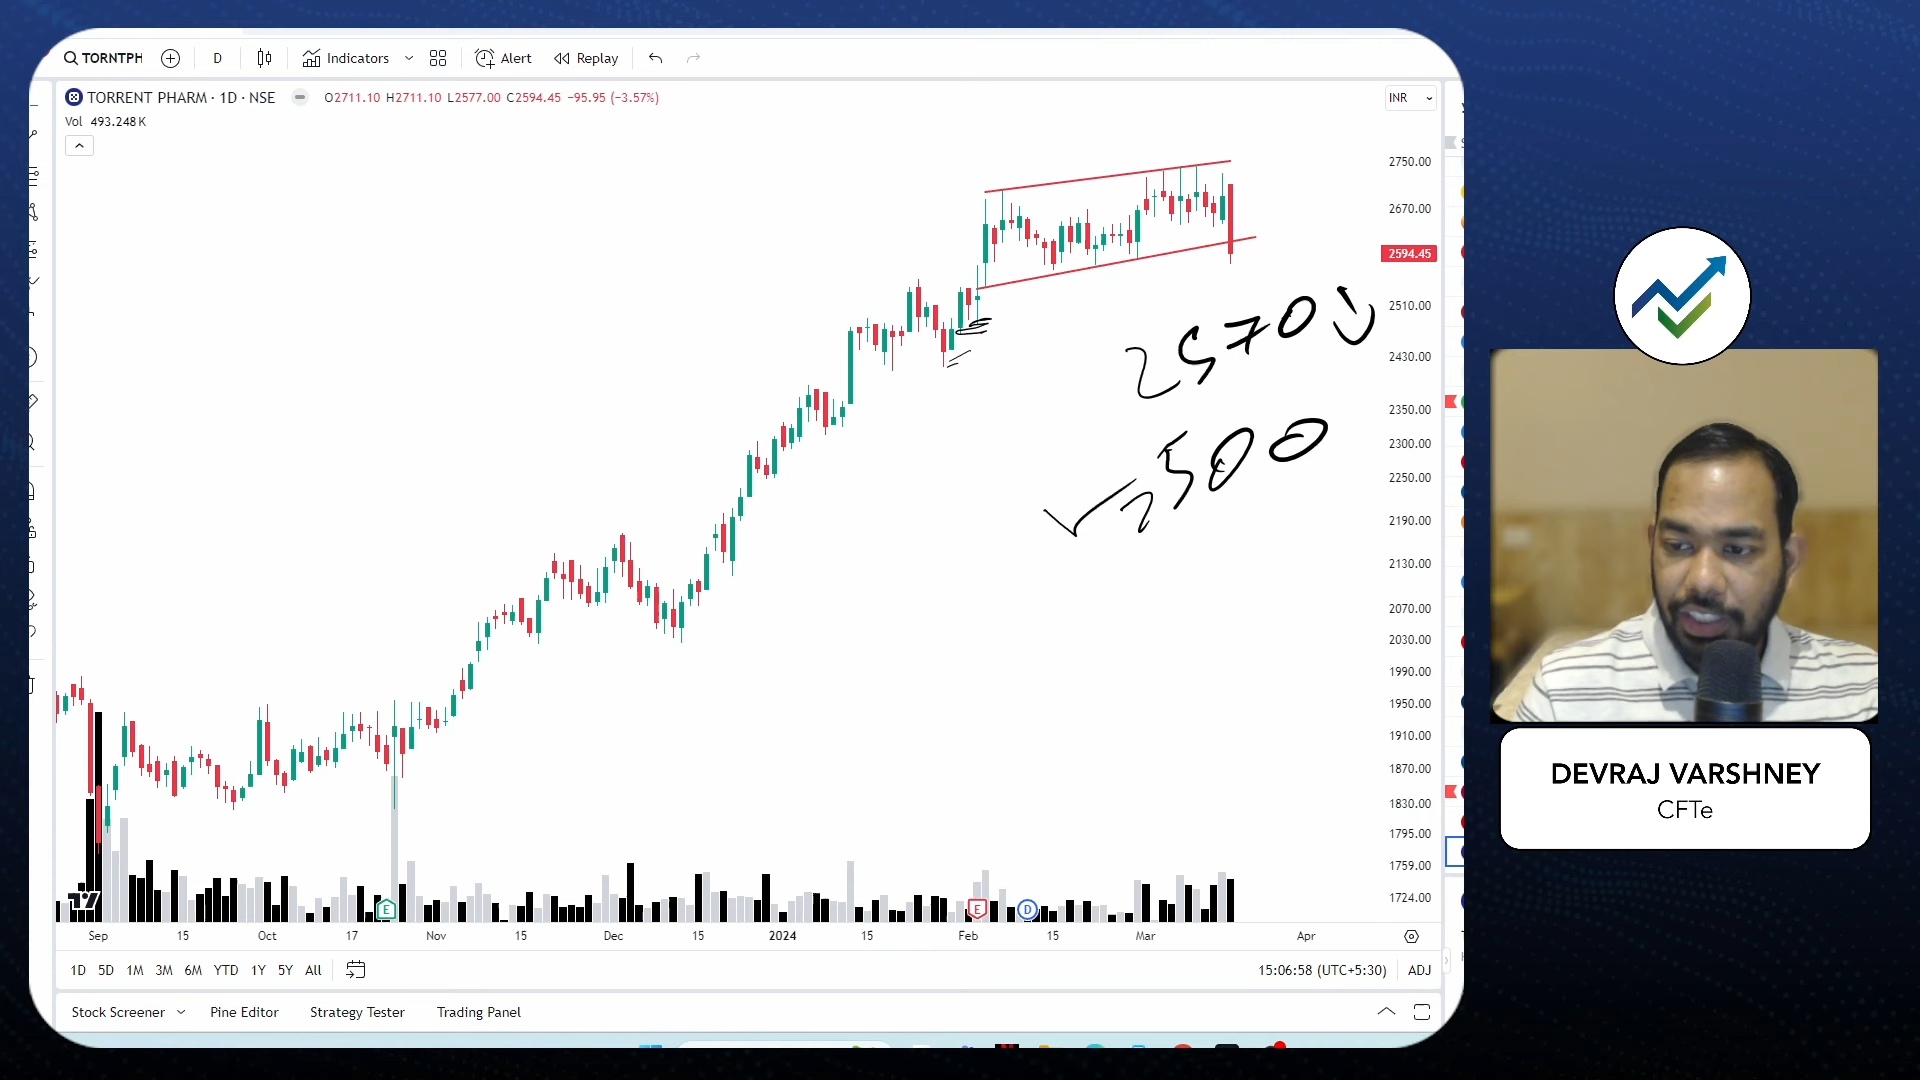 TORNTPH D Indicators Alert Replay
TORRENT PHARM · 1D · NSE O2711.10 H2711.10 L2577.00 C2594.45 −95.95 (−3.57%) INR
Vol 493.248K
2750.00
2670.00
2594.45
2510.00
2430.00
2350.00
2300.00
2250.00
2190.00
2130.00
2070.00
2030.00
1990.00
1950.00
1910.00
1870.00
1830.00
1795.00
1759.00
1724.00
2570
2500
E E D
Sep 15 Oct 17 Nov 15 Dec 15 2024 15 Feb 15 Mar Apr
1D 5D 1M 3M 6M YTD 1Y 5Y All 15:06:58 (UTC+5:30) ADJ
Stock Screener Pine Editor Strategy Tester Trading Panel
DEVRAJ VARSHNEY
CFTe